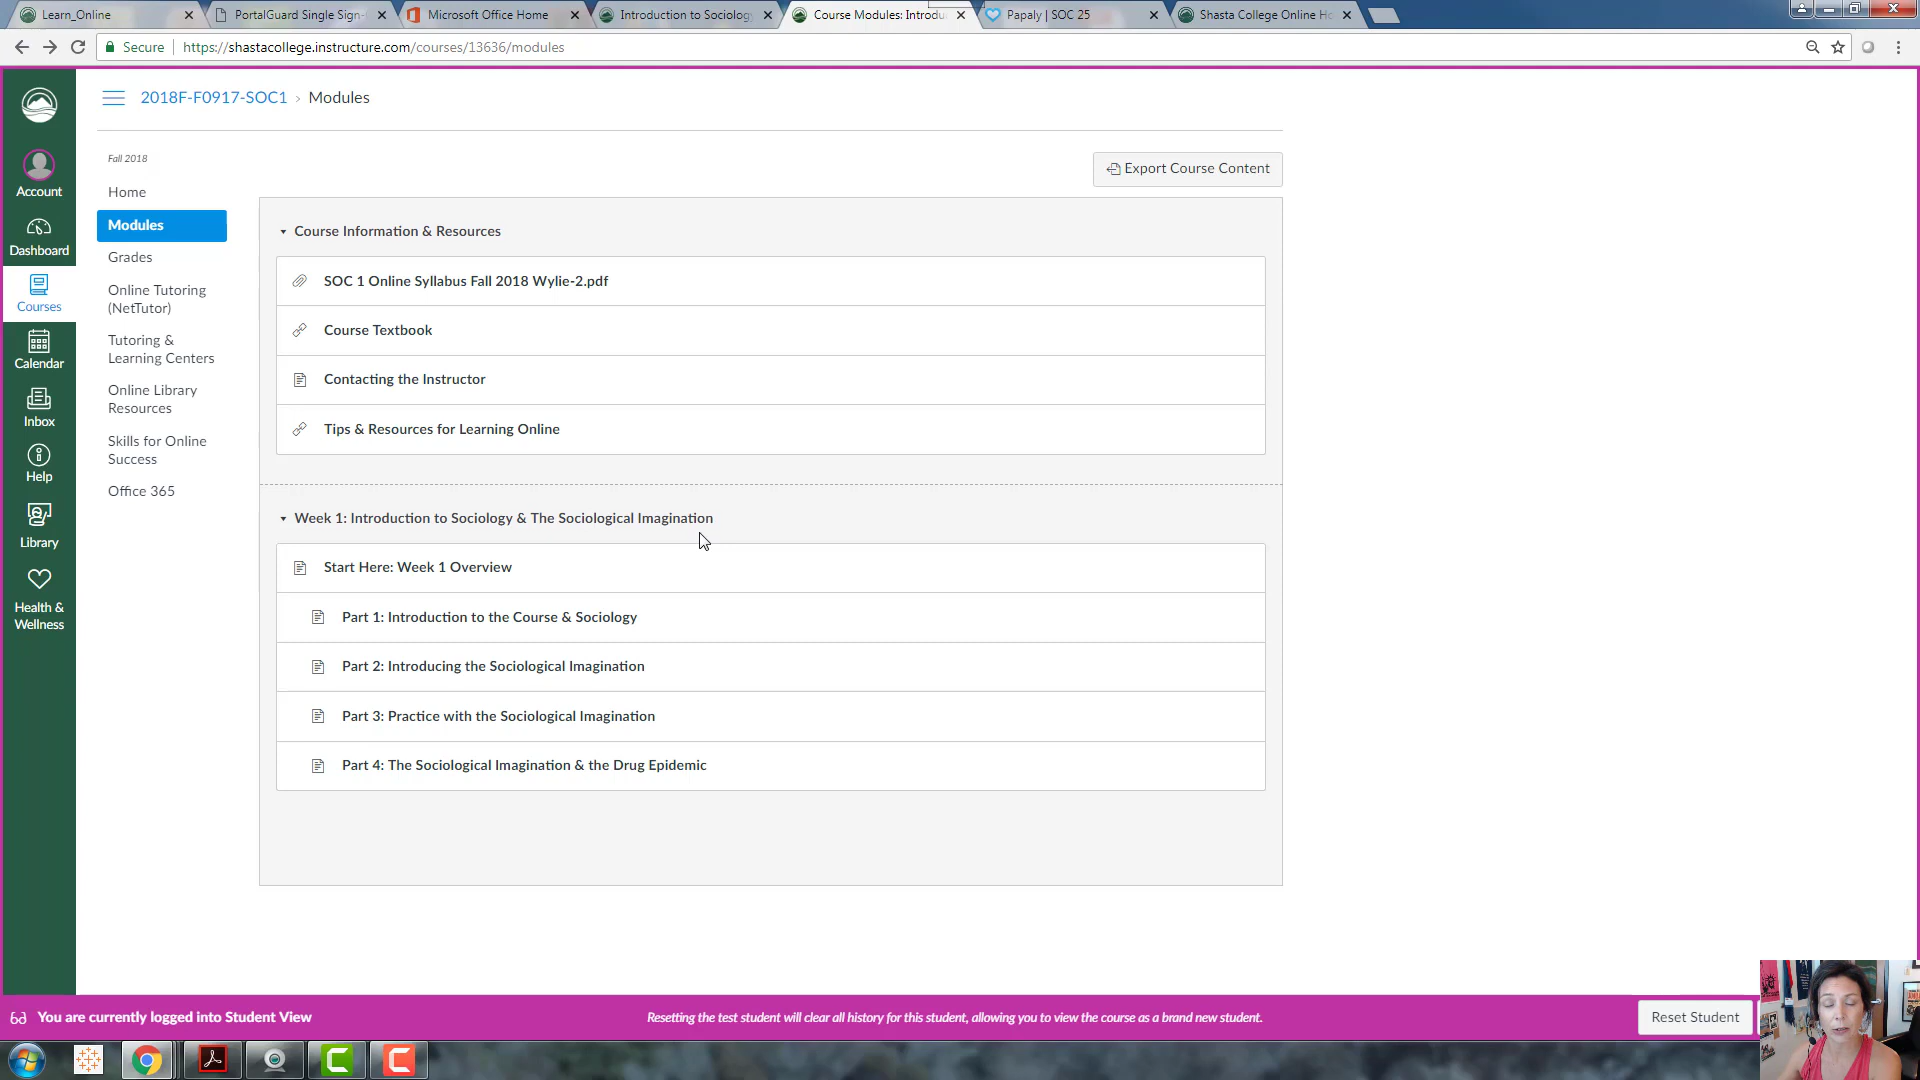 Learn_Online
PortalGuard Single Sign-
Microsoft Office Home
Introduction to Sociology
Course Modules: Introdu
Papaly | SOC 25
Shasta College Online Ho
Secure
https://shastacollege.instructure.com/courses/13636/modules
2018F-F0917-SOC1 › Modules
Account
Dashboard
Courses
Calendar
Inbox
Help
Library
Health &
Wellness
Fall 2018
Home
Modules
Grades
Online Tutoring
(NetTutor)
Tutoring &
Learning Centers
Online Library
Resources
Skills for Online
Success
Office 365
Export Course Content
Course Information & Resources
SOC 1 Online Syllabus Fall 2018 Wylie-2.pdf
Course Textbook
Contacting the Instructor
Tips & Resources for Learning Online
Week 1: Introduction to Sociology & The Sociological Imagination
Start Here: Week 1 Overview
Part 1: Introduction to the Course & Sociology
Part 2: Introducing the Sociological Imagination
Part 3: Practice with the Sociological Imagination
Part 4: The Sociological Imagination & the Drug Epidemic
You are currently logged into Student View
Resetting the test student will clear all history for this student, allowing you to view the course as a brand new student.
Reset Student